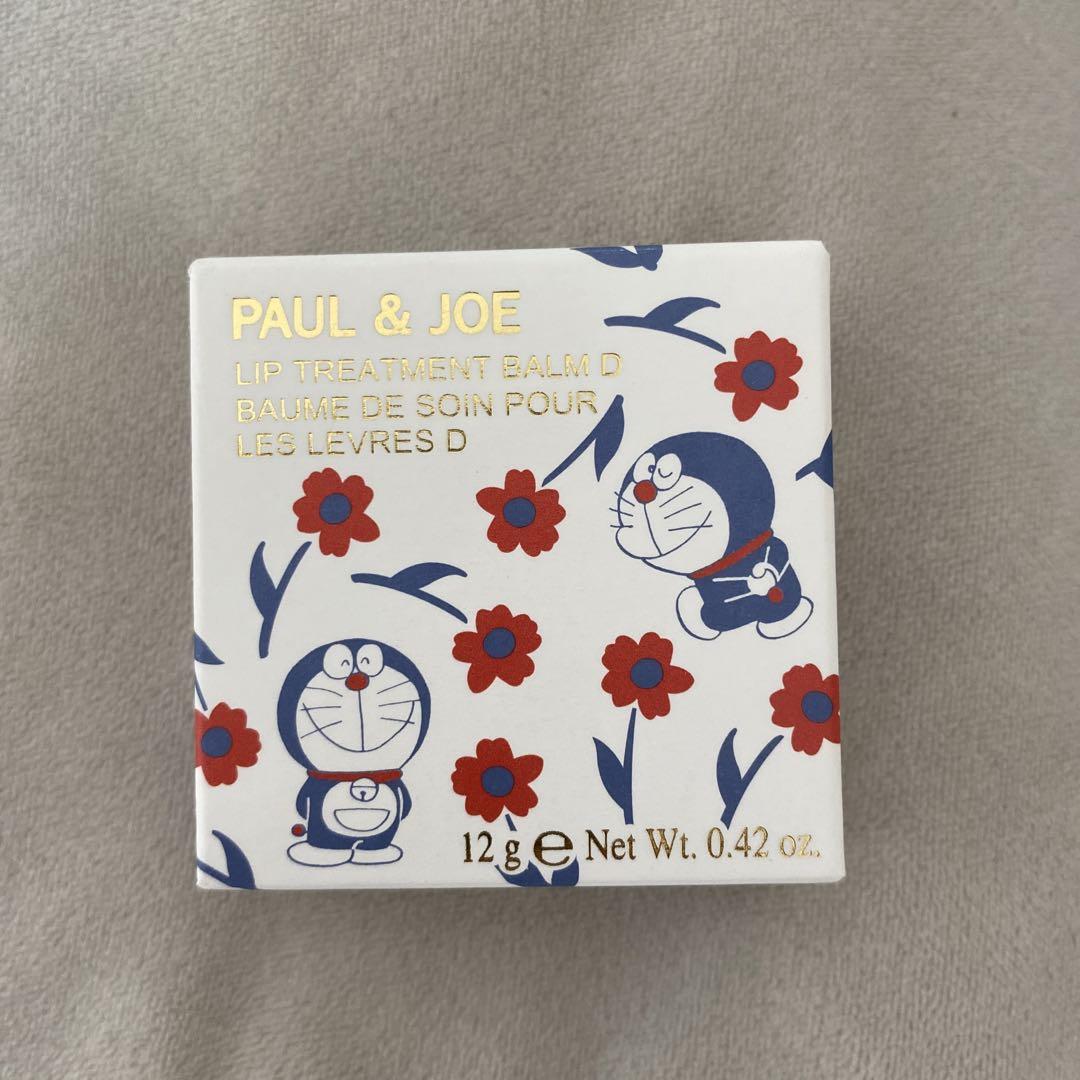 PAUL & JOE
LIP TREATMENT BALM D
BAUME DE SOIN POUR
LES LEVRES D
12 g ℮ Net Wt. 0.42 oz.